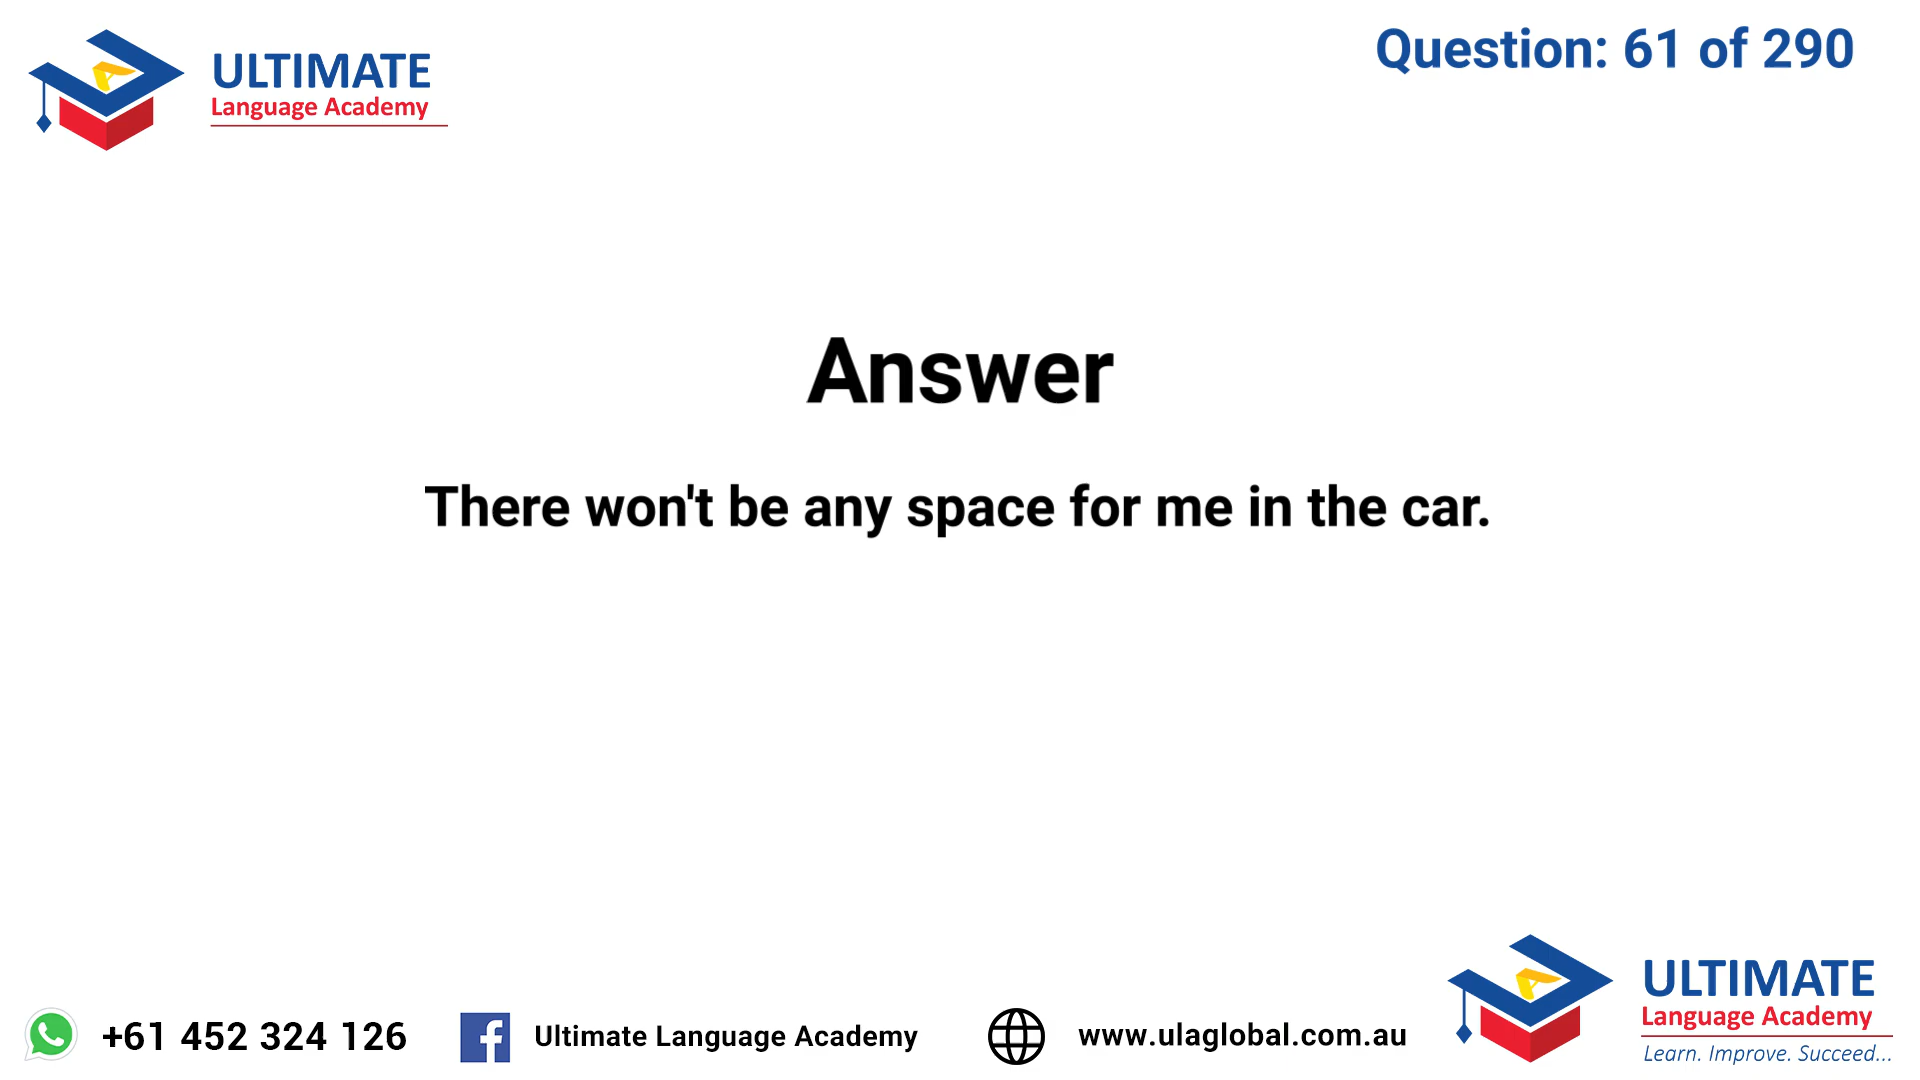 ULTIMATE
Language Academy
Question: 61 of 290
Answer
There won't be any space for me in the car.
+61 452 324 126
Ultimate Language Academy
www.ulaglobal.com.au
ULTIMATE
Language Academy
Learn. Improve. Succeed...